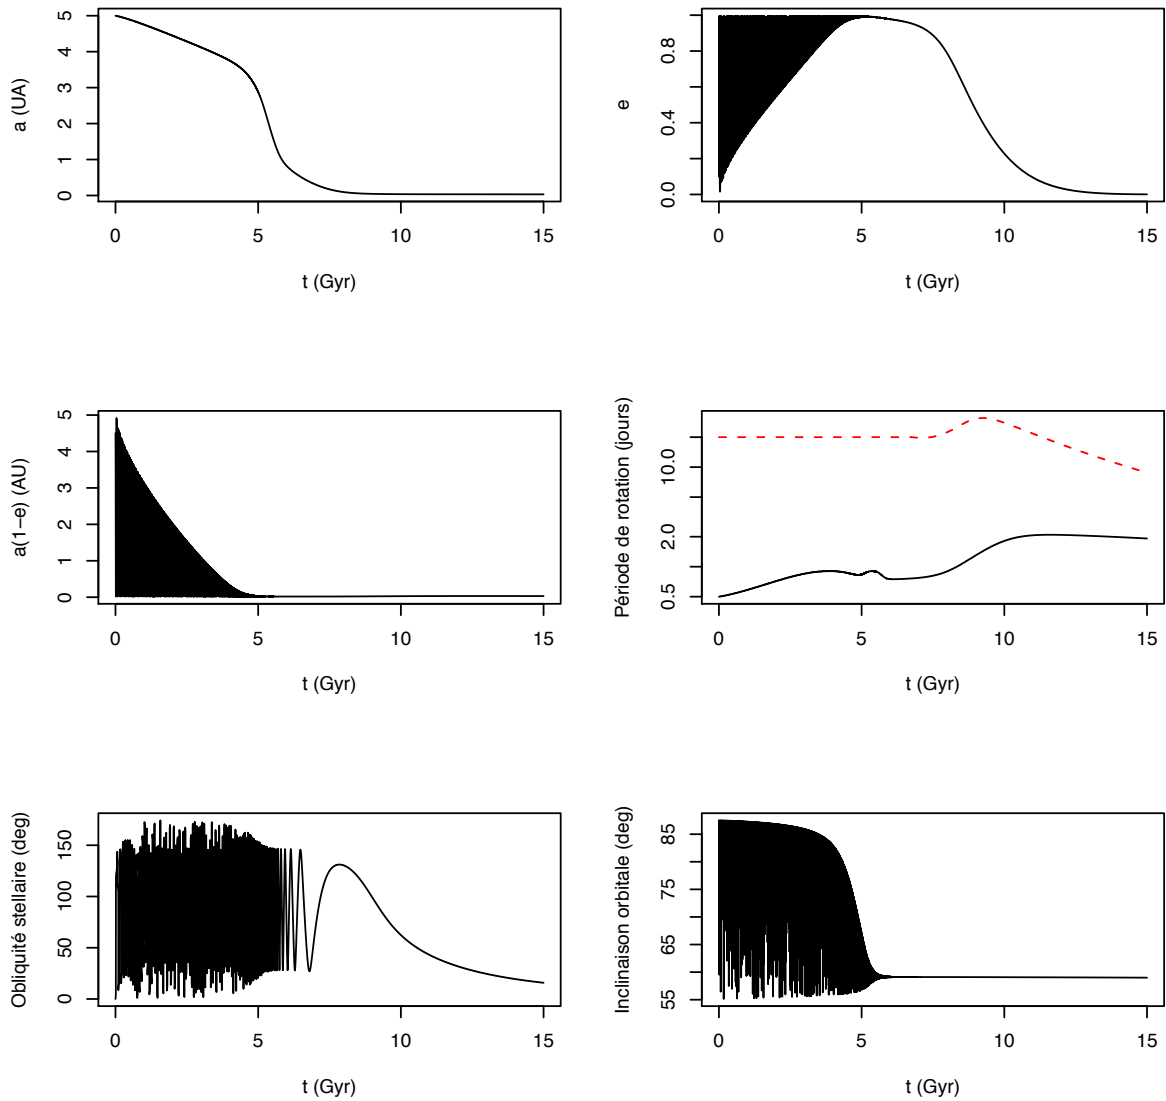 a (UA)
5
4
3
2
1
0
0 5 10 15
t (Gyr)
e
0.8
0.4
0.0
0 5 10 15
t (Gyr)
a(1−e) (AU)
5
4
3
2
1
0
0 5 10 15
t (Gyr)
Période de rotation (jours)
10.0
2.0
0.5
0 5 10 15
t (Gyr)
Obliquité stellaire (deg)
150
100
50
0
0 5 10 15
t (Gyr)
Inclinaison orbitale (deg)
85
75
65
55
0 5 10 15
t (Gyr)